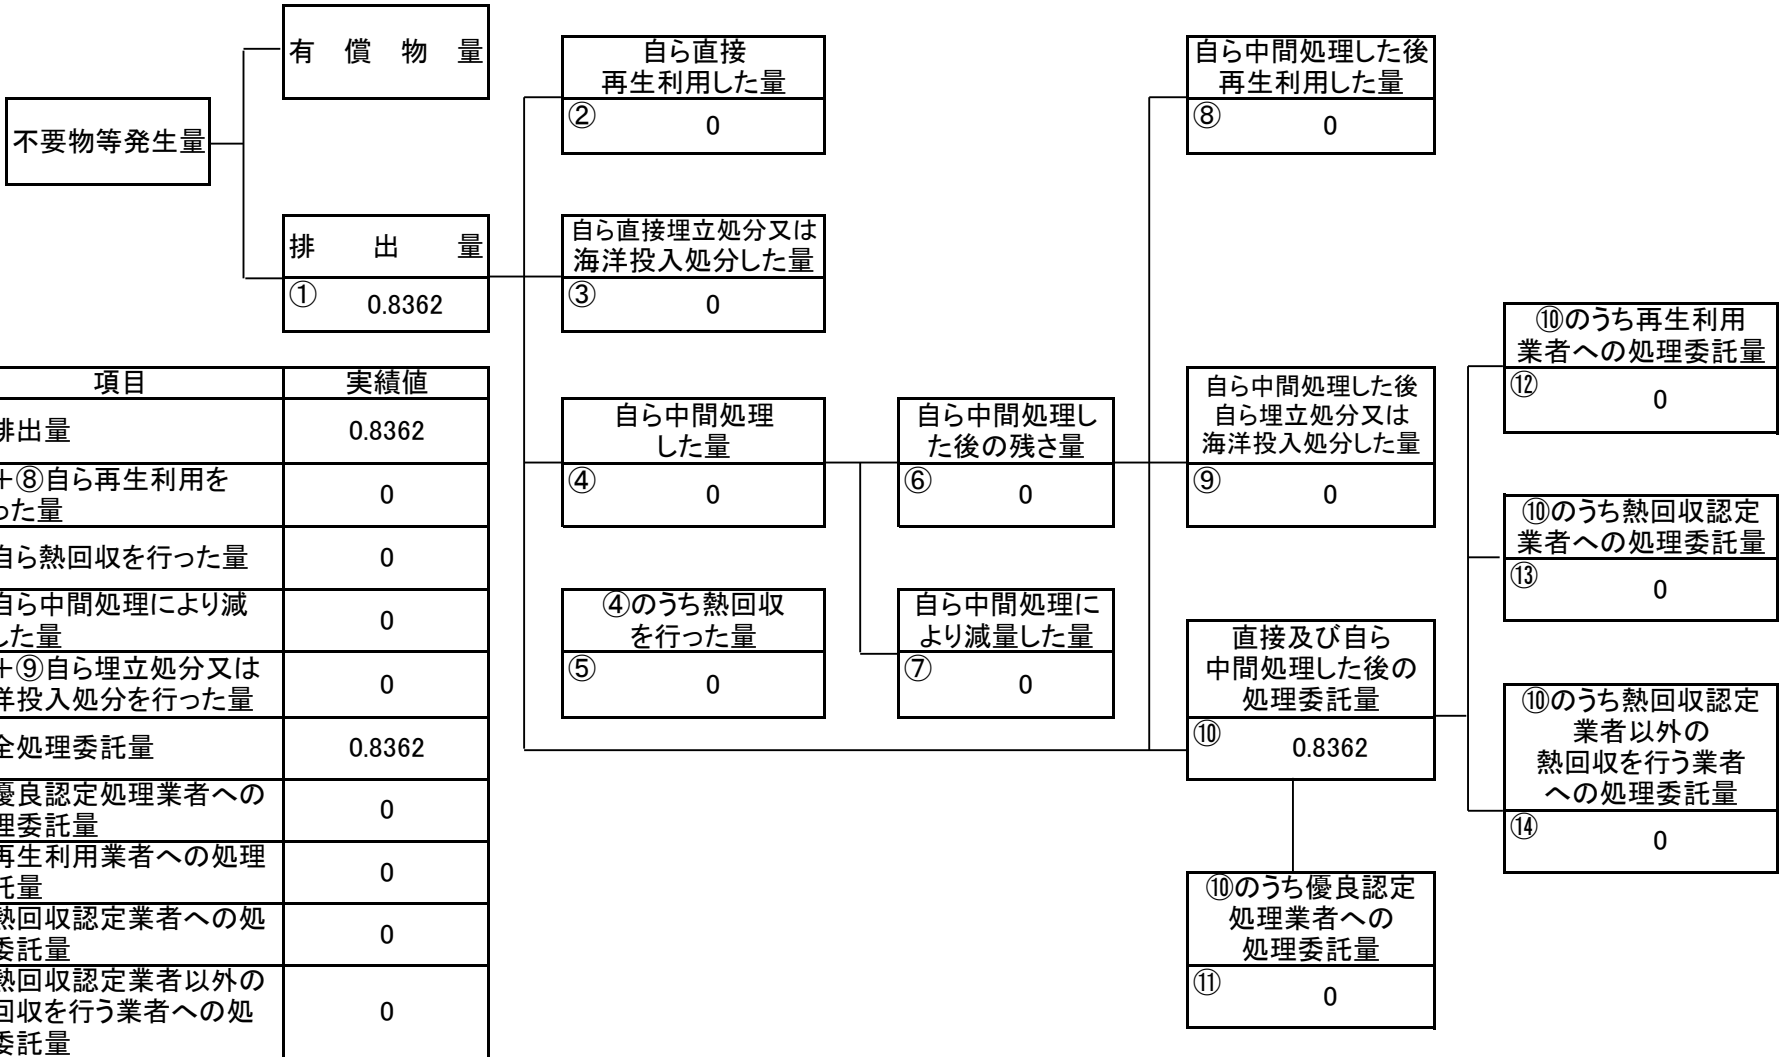 有償物量
不要物等発生量
排出量
① 0.8362
自ら直接
再生利用した量
② 0
自ら直接埋立処分又は
海洋投入処分した量
③ 0
自ら中間処理
した量
④ 0
④のうち熱回収
を行った量
⑤ 0
自ら中間処理し
た後の残さ量
⑥ 0
自ら中間処理に
より減量した量
⑦ 0
自ら中間処理した後
再生利用した量
⑧ 0
自ら中間処理した後
自ら埋立処分又は
海洋投入処分した量
⑨ 0
直接及び自ら
中間処理した後の
処理委託量
⑩ 0.8362
⑩のうち優良認定
処理業者への
処理委託量
⑪ 0
⑩のうち再生利用
業者への処理委託量
⑫ 0
⑩のうち熱回収認定
業者への処理委託量
⑬ 0
⑩のうち熱回収認定
業者以外の
熱回収を行う業者
への処理委託量
⑭ 0
項目 実績値
排出量 0.8362
+⑧自ら再生利用を
った量 0
自ら熱回収を行った量 0
自ら中間処理により減
した量 0
+⑨自ら埋立処分又は
洋投入処分を行った量 0
全処理委託量 0.8362
優良認定処理業者への
理委託量 0
再生利用業者への処理
託量 0
熱回収認定業者への処
委託量 0
熱回収認定業者以外の
回収を行う業者への処
委託量 0